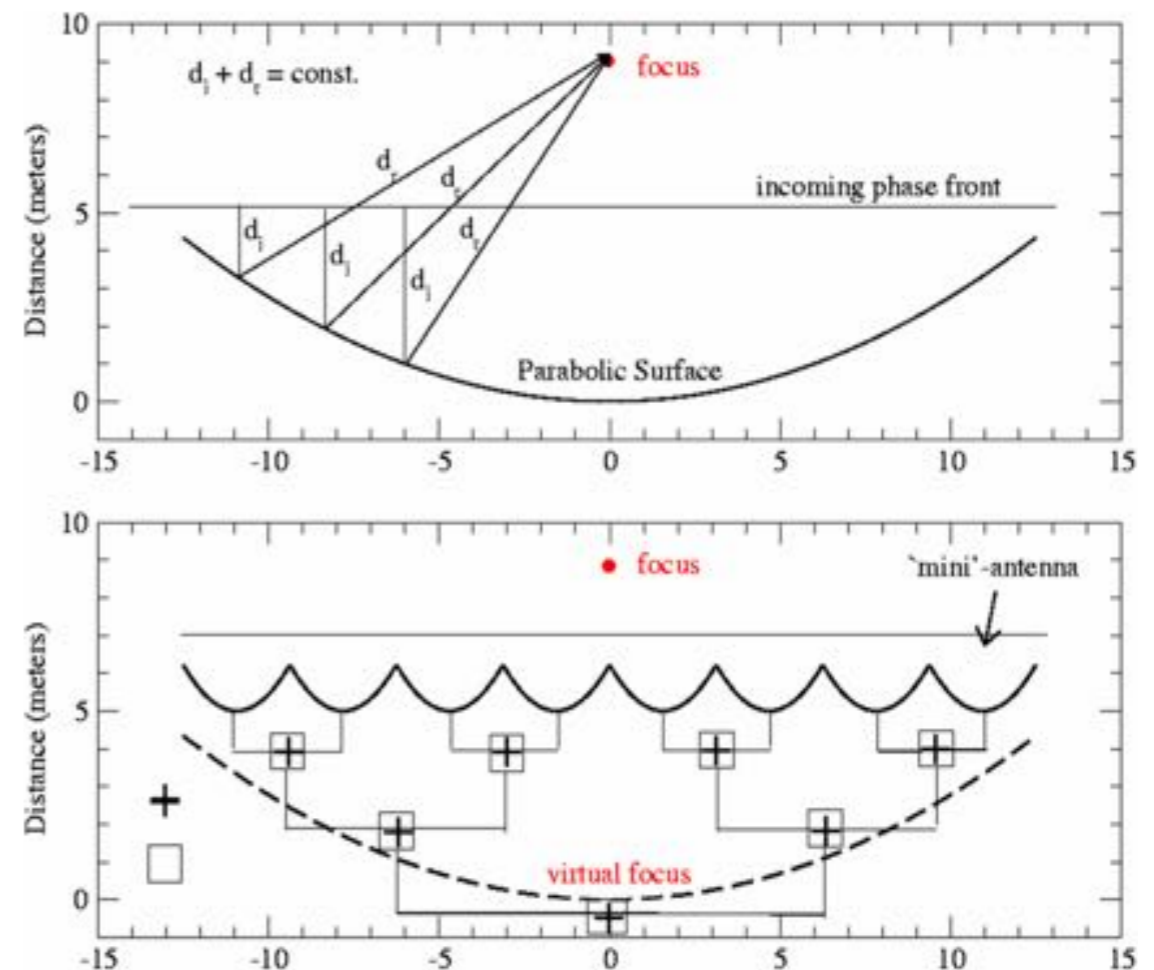 10
d_i + d_r = const.
focus
d_r
d_r
incoming phase front
5
d_i
d_r
d_i
d_i
Distance (meters)
Parabolic Surface
0
-15 -10 -5 0 5 10 15
10
focus
`mini'-antenna
5
Distance (meters)
virtual focus
0
-15 -10 -5 0 5 10 15